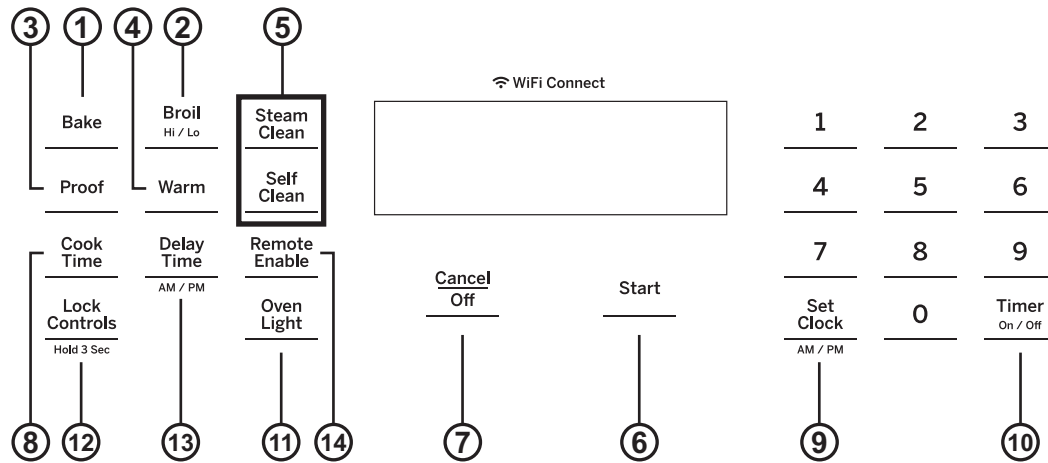 3 1 4 2 5
WiFi Connect
Bake
Broil
Hi / Lo
Steam
Clean
1 2 3
Proof
Warm
Self
Clean
4 5 6
Cook
Time
Delay
Time
AM / PM
Remote
Enable
7 8 9
Lock
Controls
Hold 3 Sec
Oven
Light
Cancel
Off
Start
Set
Clock
AM / PM
0
Timer
On / Off
8 12 13 11 14 7 6 9 10